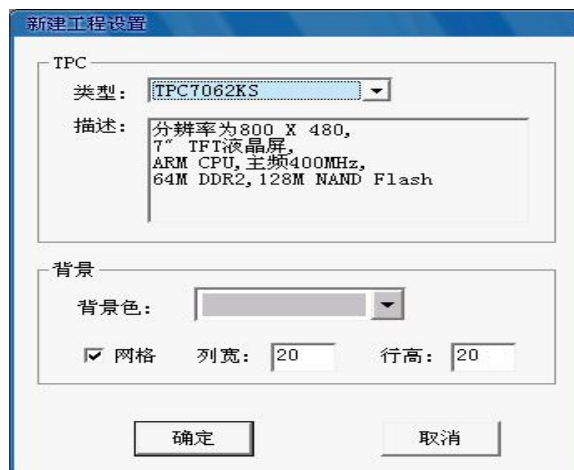 新建工程设置
TPC
类型： TPC7062KS
描述： 分辨率为800 X 480,
7" TFT液晶屏,
ARM CPU,主频400MHz,
64M DDR2,128M NAND Flash
背景
背景色：
网格 列宽： 20 行高： 20
确定 取消